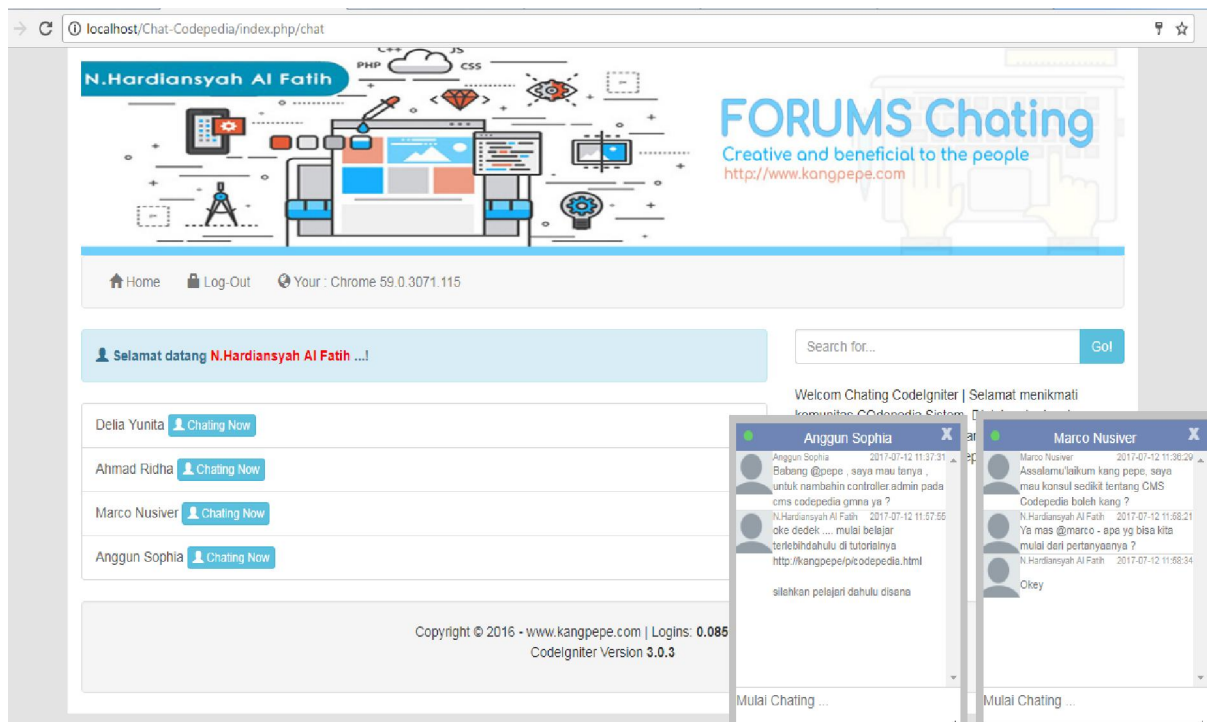 localhost/Chat-Codepedia/index.php/chat
N.Hardiansyah Al Fatih
C++
JS
PHP
CSS
FORUMS Chating
Creative and beneficial to the people
http://www.kangpepe.com
Home
Log-Out
Your : Chrome 59.0.3071.115
Selamat datang N.Hardiansyah Al Fatih ...!
Search for...
Go!
Welcom Chating CodeIgniter | Selamat menikmati
Delia Yunita Chating Now
Ahmad Ridha Chating Now
Marco Nusiver Chating Now
Anggun Sophia Chating Now
Copyright © 2016 - www.kangpepe.com | Logins: 0.085
CodeIgniter Version 3.0.3
Anggun Sophia X
Anggun Sophia 2017-07-12 11:37:31
Babang @pepe , saya mau tanya ,
untuk nambahin controller admin pada
cms codepedia gmna ya ?
N.Hardiansyah Al Fatih 2017-07-12 11:57:55
oke dedek .... mulai belajar
terlebihdahulu di tutorialnya
http://kangpepe/p/codepedia.html
silahkan pelajari dahulu disana
Mulai Chating ...
Marco Nusiver X
Marco Nusiver 2017-07-12 11:36:29
Assalamu'laikum kang pepe, saya
mau konsul sedikit tentang CMS
Codepedia boleh kang ?
N.Hardiansyah Al Fatih 2017-07-12 11:58:21
Ya mas @marco - apa yg bisa kita
mulai dari pertanyaanya ?
N.Hardiansyah Al Fatih 2017-07-12 11:58:34
Okey
Mulai Chating ...